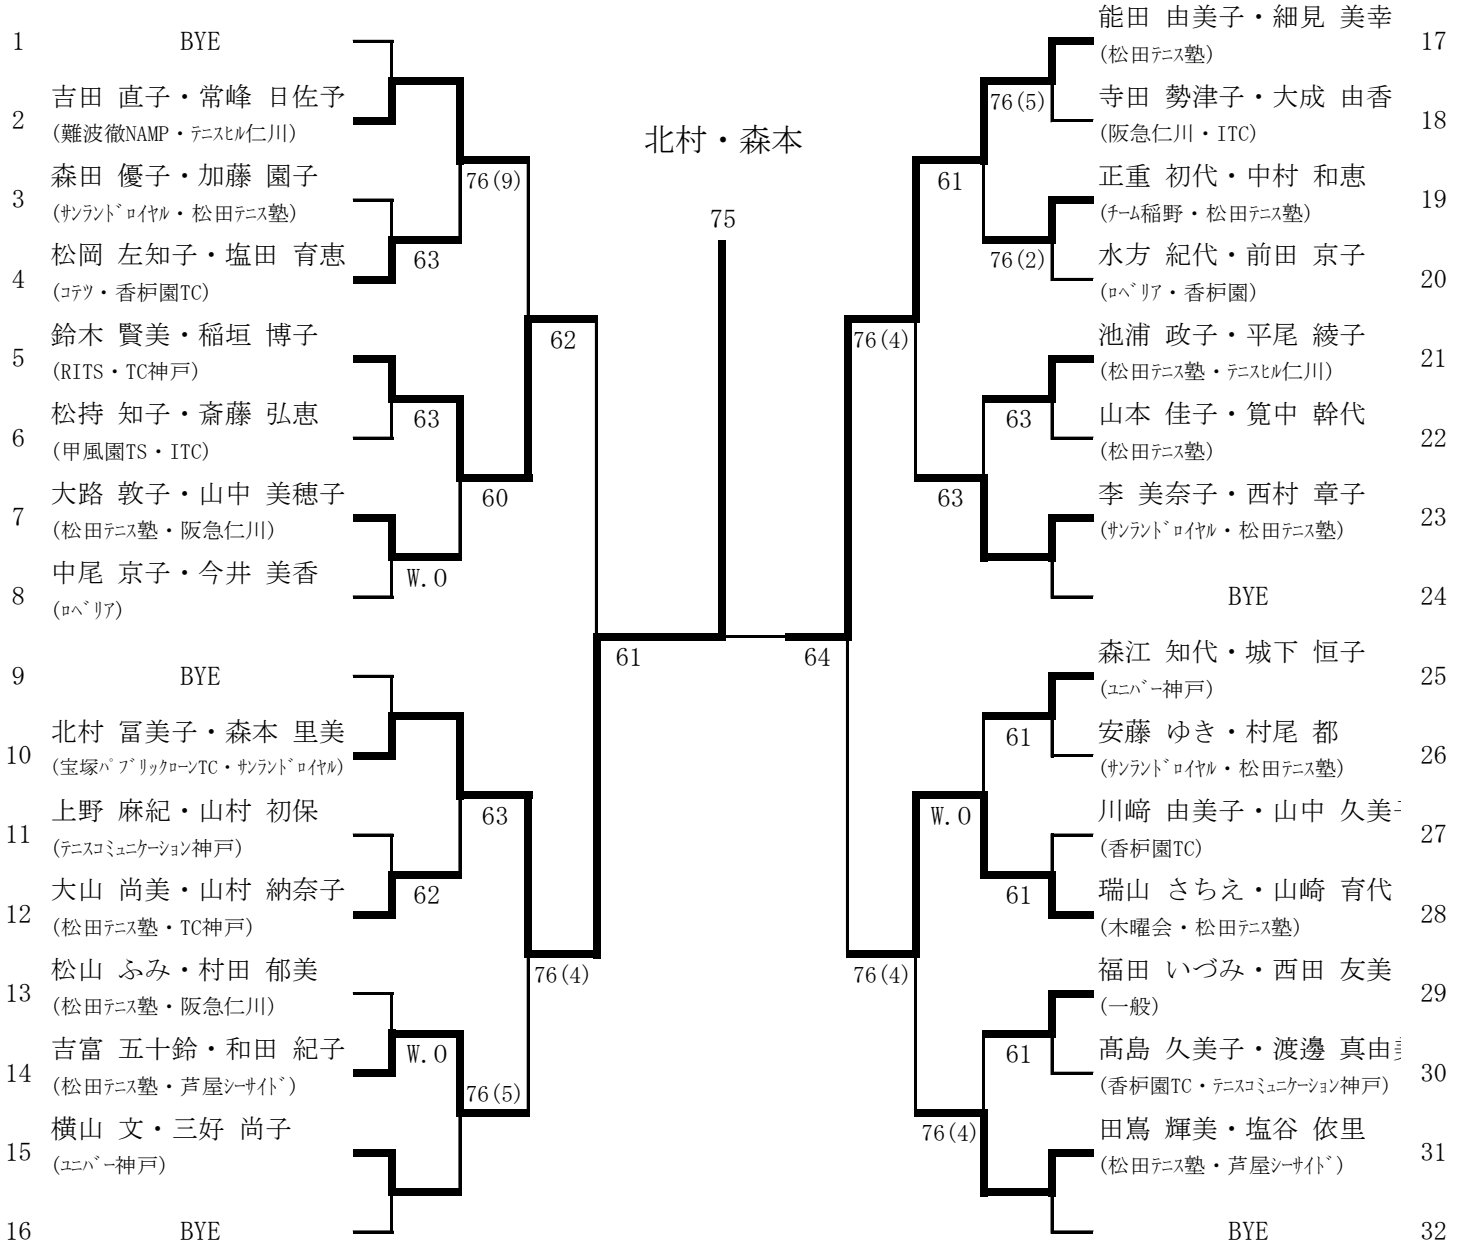 1 BYE
吉田 直子・常峰 日佐予
2 (難波徹NAMP・テニスヒル仁川)
森田 優子・加藤 園子
3 (サンランドロイヤル・松田テニス塾)
松岡 左知子・塩田 育恵
4 (コテツ・香枦園TC)
鈴木 賢美・稲垣 博子
5 (RITS・TC神戸)
松持 知子・斎藤 弘恵
6 (甲風園TS・ITC)
大路 敦子・山中 美穂子
7 (松田テニス塾・阪急仁川)
中尾 京子・今井 美香
8 (ロベリア)
9 BYE
北村 冨美子・森本 里美
10 (宝塚パブリックローンTC・サンランドロイヤル)
上野 麻紀・山村 初保
11 (テニスコミュニケーション神戸)
大山 尚美・山村 納奈子
12 (松田テニス塾・TC神戸)
松山 ふみ・村田 郁美
13 (松田テニス塾・阪急仁川)
吉富 五十鈴・和田 紀子
14 (松田テニス塾・芦屋シーサイド)
横山 文・三好 尚子
15 (ユニバー神戸)
16 BYE
63
63
W.O
62
W.O
76(9)
60
63
76(5)
62
76(4)
61
北村・森本
75
64
76(4)
76(4)
61
63
W.O
76(4)
76(5)
76(2)
63
61
61
61
能田 由美子・細見 美幸
(松田テニス塾) 17
寺田 勢津子・大成 由香
(阪急仁川・ITC) 18
正重 初代・中村 和恵
(チーム稲野・松田テニス塾) 19
水方 紀代・前田 京子
(ロベリア・香枦園) 20
池浦 政子・平尾 綾子
(松田テニス塾・テニスヒル仁川) 21
山本 佳子・筧中 幹代
(松田テニス塾) 22
李 美奈子・西村 章子
(サンランドロイヤル・松田テニス塾) 23
BYE 24
森江 知代・城下 恒子
(ユニバー神戸) 25
安藤 ゆき・村尾 都
(サンランドロイヤル・松田テニス塾) 26
川﨑 由美子・山中 久美
(香枦園TC) 27
瑞山 さちえ・山崎 育代
(木曜会・松田テニス塾) 28
福田 いづみ・西田 友美
(一般) 29
髙島 久美子・渡邊 真由
(香枦園TC・テニスコミュニケーション神戸) 30
田嶌 輝美・塩谷 依里
(松田テニス塾・芦屋シーサイド) 31
BYE 32